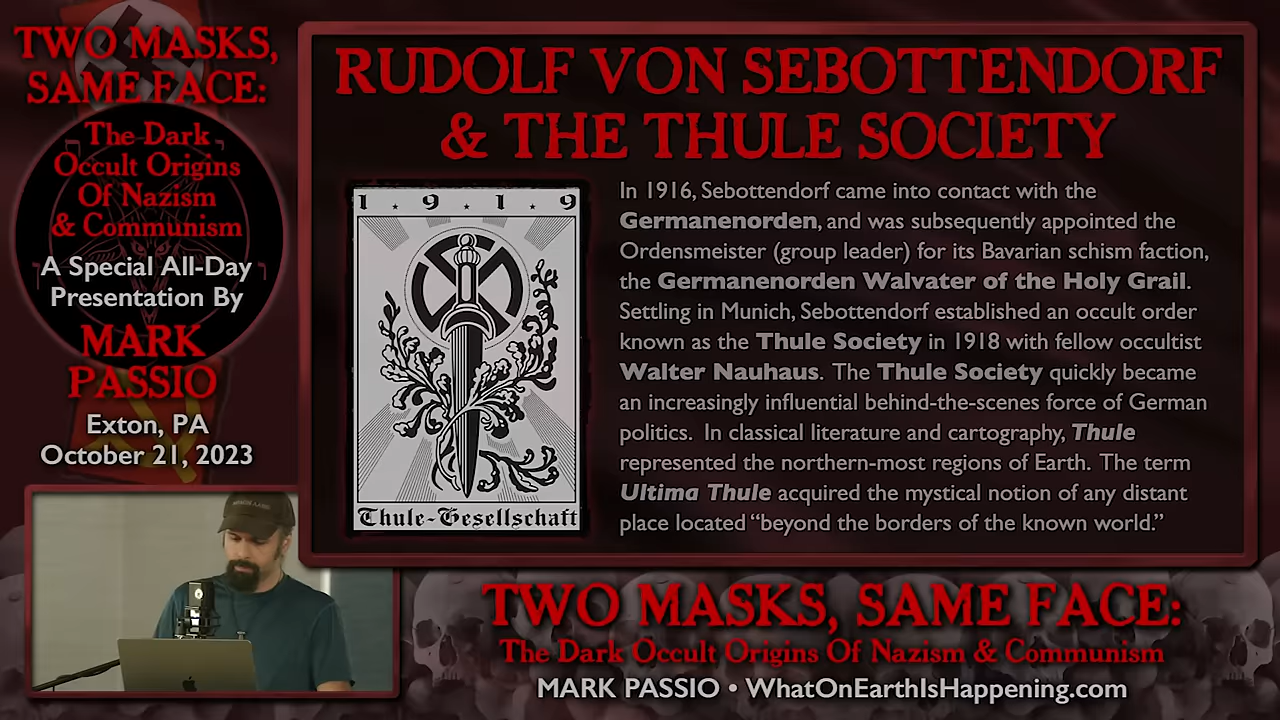 TWO MASKS,
SAME FACE:
The Dark
Occult Origins
Of Nazism
& Communism
A Special All-Day
Presentation By
MARK
PASSIO
Exton, PA
October 21, 2023
RUDOLF VON SEBOTTENDORF
& THE THULE SOCIETY
1.9.1.9
Thule-Gesellschaft
In 1916, Sebottendorf came into contact with the
Germanenorden, and was subsequently appointed the
Ordensmeister (group leader) for its Bavarian schism faction,
the Germanenorden Walvater of the Holy Grail.
Settling in Munich, Sebottendorf established an occult order
known as the Thule Society in 1918 with fellow occultist
Walter Nauhaus. The Thule Society quickly became
an increasingly influential behind-the-scenes force of German
politics. In classical literature and cartography, Thule
represented the northern-most regions of Earth. The term
Ultima Thule acquired the mystical notion of any distant
place located “beyond the borders of the known world.”
TWO MASKS, SAME FACE:
The Dark Occult Origins Of Nazism & Communism
MARK PASSIO • WhatOnEarthIsHappening.com